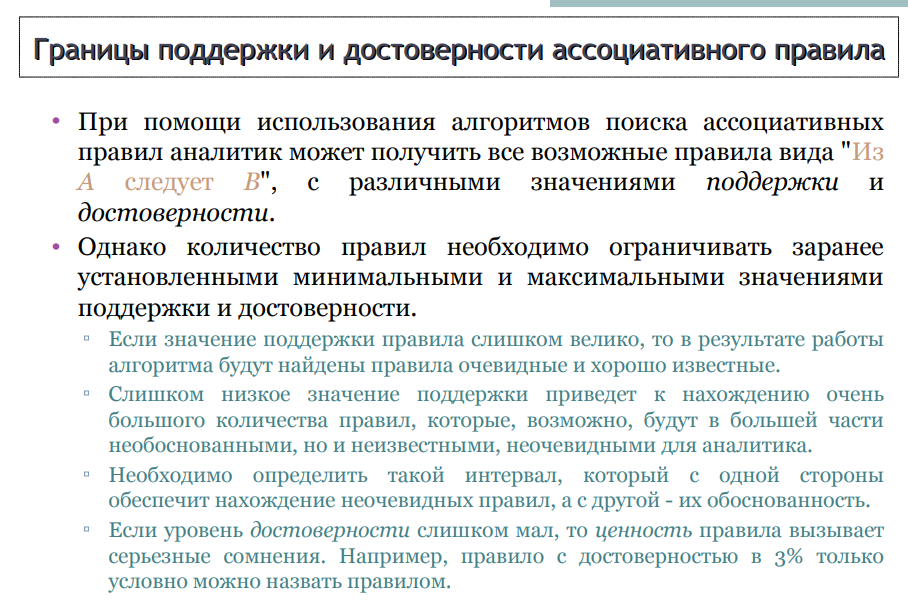 Границы поддержки и достоверности ассоциативного правила
• При помощи использования алгоритмов поиска ассоциативных
правил аналитик может получить все возможные правила вида "Из
A следует B", с различными значениями поддержки и
достоверности.
• Однако количество правил необходимо ограничивать заранее
установленными минимальными и максимальными значениями
поддержки и достоверности.
▫ Если значение поддержки правила слишком велико, то в результате работы
алгоритма будут найдены правила очевидные и хорошо известные.
▫ Слишком низкое значение поддержки приведет к нахождению очень
большого количества правил, которые, возможно, будут в большей части
необоснованными, но и неизвестными, неочевидными для аналитика.
▫ Необходимо определить такой интервал, который с одной стороны
обеспечит нахождение неочевидных правил, а с другой - их обоснованность.
▫ Если уровень достоверности слишком мал, то ценность правила вызывает
серьезные сомнения. Например, правило с достоверностью в 3% только
условно можно назвать правилом.